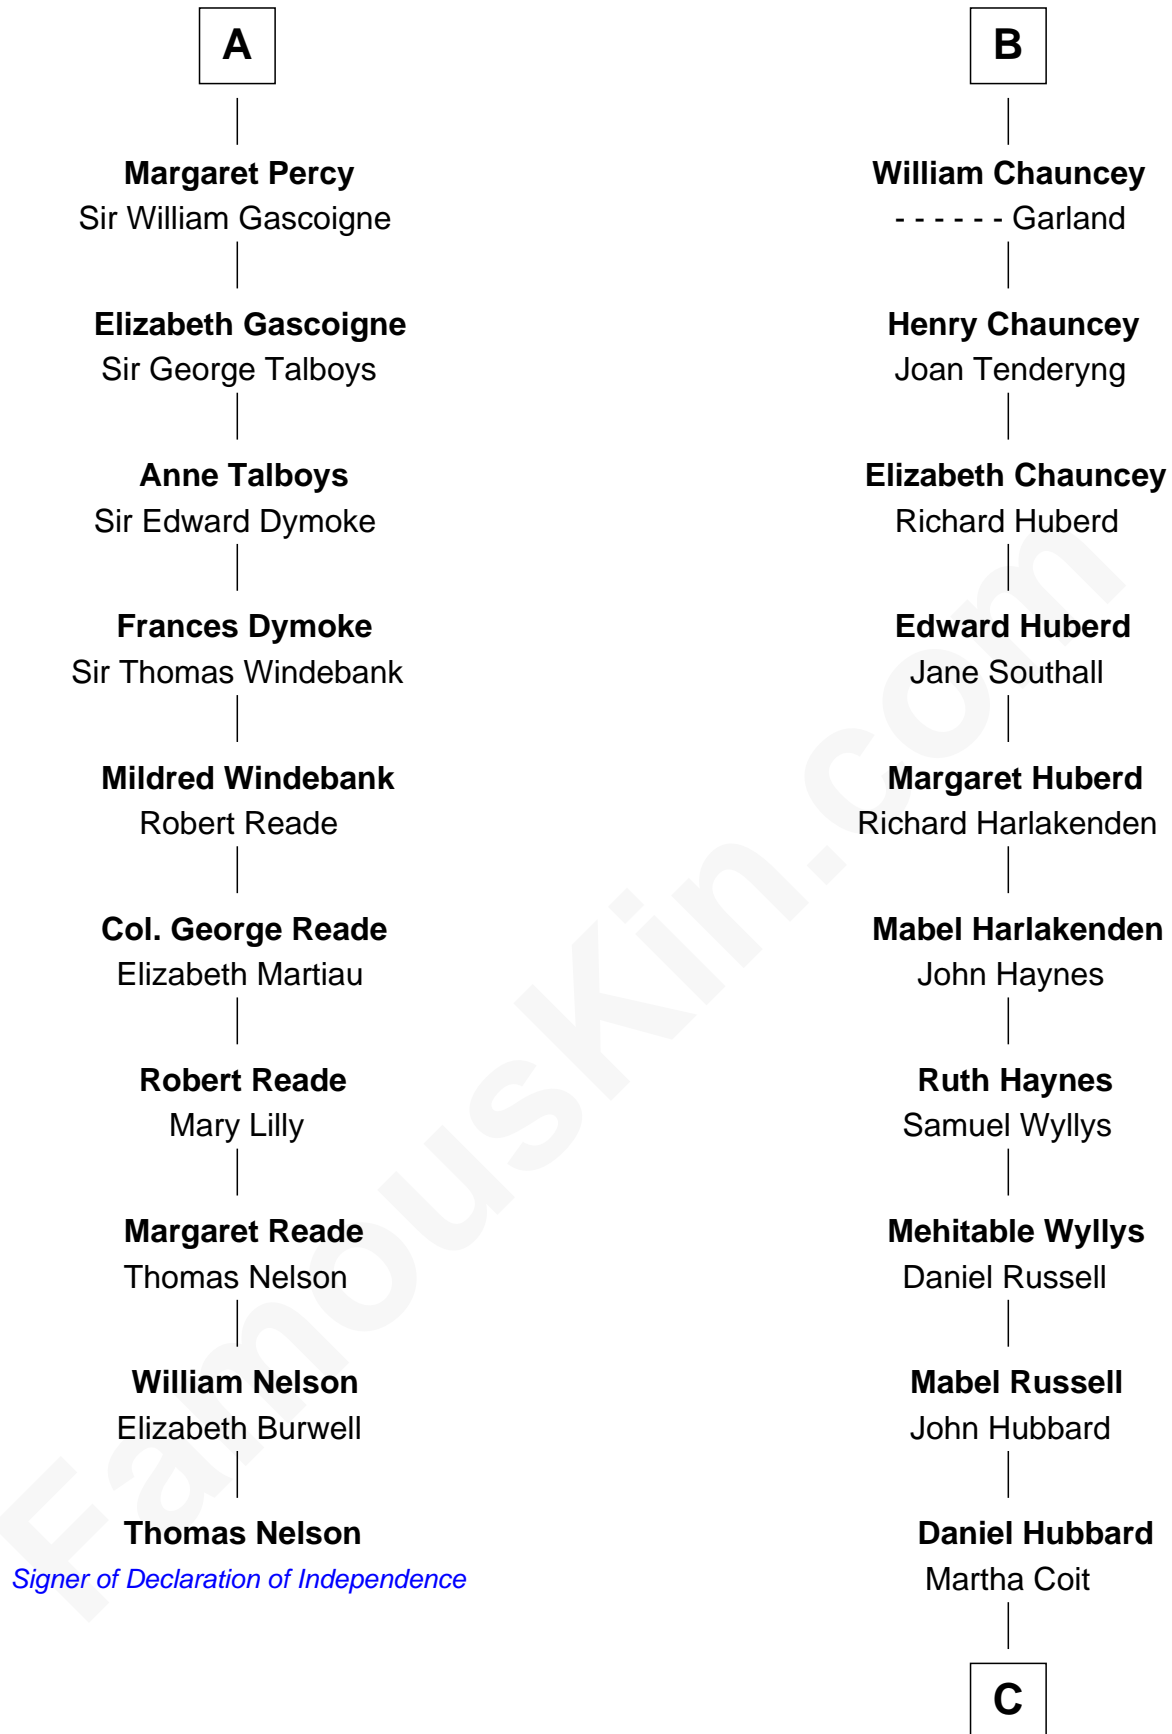 A
Margaret Percy
Sir William Gascoigne
Elizabeth Gascoigne
Sir George Talboys
Anne Talboys
Sir Edward Dymoke
Frances Dymoke
Sir Thomas Windebank
Mildred Windebank
Robert Reade
Col. George Reade
Elizabeth Martiau
Robert Reade
Mary Lilly
Margaret Reade
Thomas Nelson
William Nelson
Elizabeth Burwell
Thomas Nelson
Signer of Declaration of Independence
B
William Chauncey
- - - - - - Garland
Henry Chauncey
Joan Tenderyng
Elizabeth Chauncey
Richard Huberd
Edward Huberd
Jane Southall
Margaret Huberd
Richard Harlakenden
Mabel Harlakenden
John Haynes
Ruth Haynes
Samuel Wyllys
Mehitable Wyllys
Daniel Russell
Mabel Russell
John Hubbard
Daniel Hubbard
Martha Coit
C
FamousKin.com